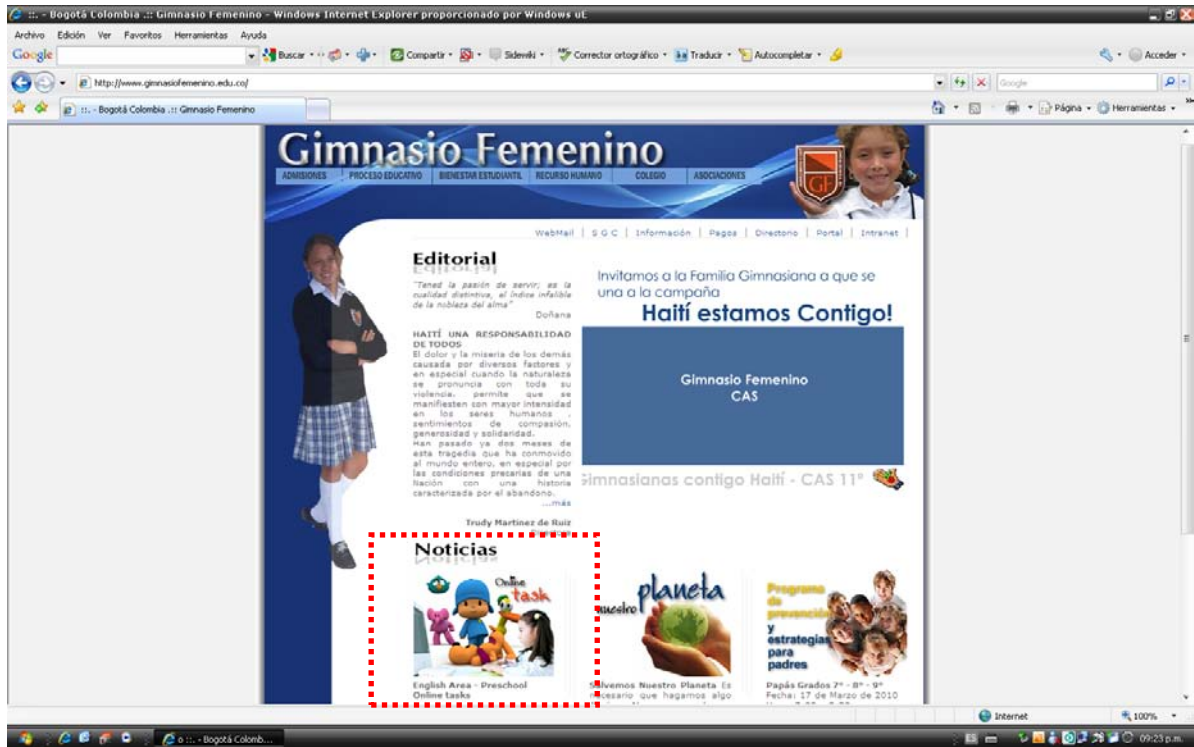 ::. - Bogotá Colombia .:: Gimnasio Femenino - Windows Internet Explorer proporcionado por Windows uE
Archivo Edición Ver Favoritos Herramientas Ayuda
Google Buscar Compartir Sidewiki Corrector ortográfico Traducir Autocompletar Acceder
http://www.gimnasiofemenino.edu.co/ Google
::. - Bogotá Colombia .:: Gimnasio Femenino Página Herramientas
Gimnasio Femenino
ADMISIONES PROCESO EDUCATIVO BIENESTAR ESTUDIANTIL RECURSO HUMANO COLEGIO ASOCIACIONES
GF
WebMail | S G C | Información | Pagos | Directorio | Portal | Intranet |
Editorial
"Tened la pasión de servir; es la
cualidad distintiva, el índice infalible
de la nobleza del alma"
Doñana
HAITÍ UNA RESPONSABILIDAD
DE TODOS
El dolor y la miseria de los demás
causada por diversos factores y
en especial cuando la naturaleza
se pronuncia con toda su
violencia, permite que se
manifiesten con mayor intensidad
en los seres humanos ,
sentimientos de compasión,
generosidad y solidaridad.
Han pasado ya dos meses de
esta tragedia que ha conmovido
al mundo entero, en especial por
las condiciones precarias de una
Nación con una historia
caracterizada por el abandono.
...más
Trudy Martínez de Ruiz
Invitamos a la Familia Gimnasiana a que se
una a la campaña
Haití estamos Contigo!
Gimnasio Femenino
CAS
Gimnasianas contigo Haití - CAS 11°
Noticias
Online
task
English Area - Preschool
Online tasks
nuestro planeta
Salvemos Nuestro Planeta Es
necesario que hagamos algo
Programa
de
prevención
y
estrategias
para
padres
Papás Grados 7° - 8° - 9°
Fecha: 17 de Marzo de 2010
Internet 100%
::. - Bogotá Colomb... ES 09:23 p.m.